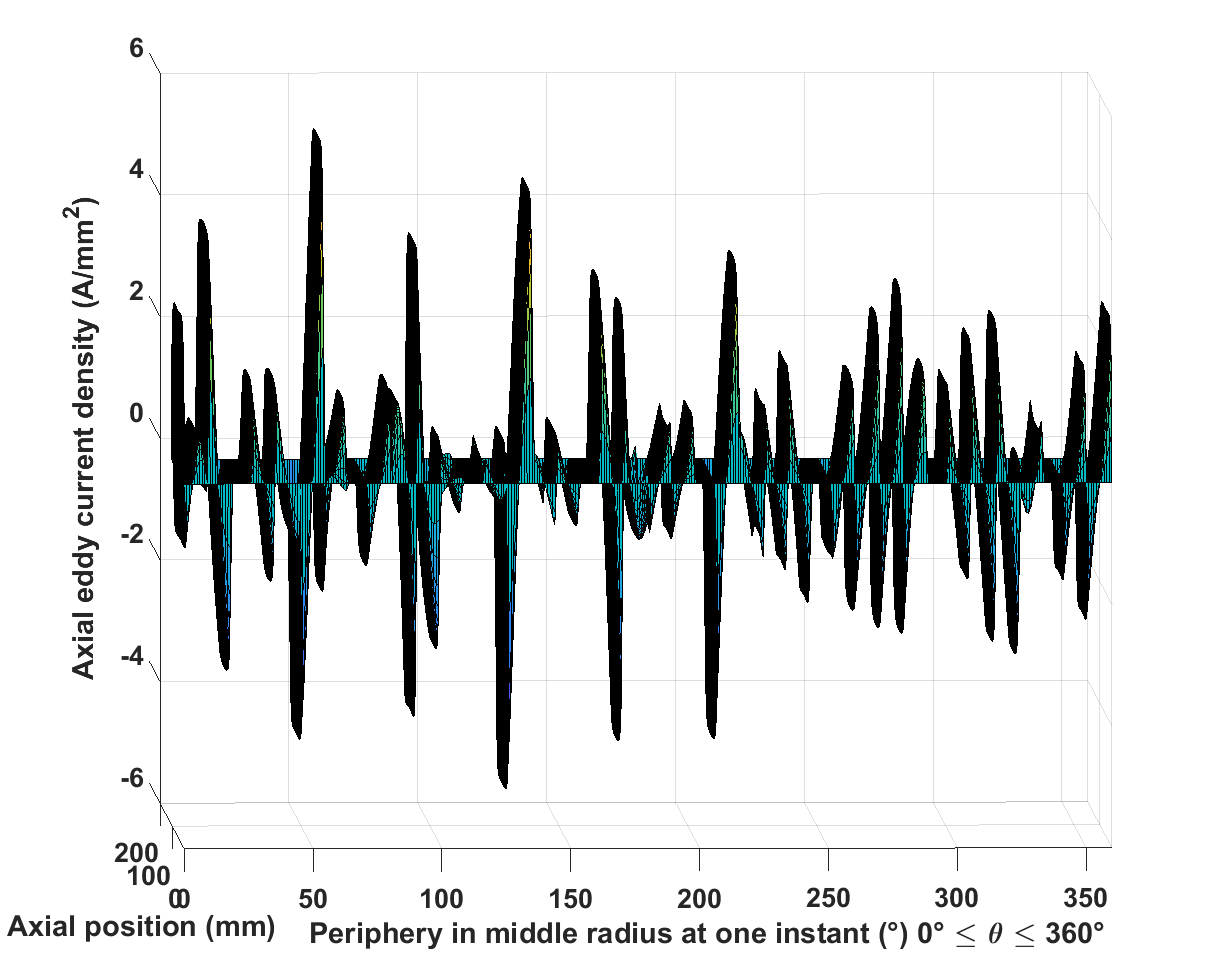 6
4
2
0
-2
-4
-6
Axial eddy current density (A/mm²)
200
100
0
0 50 100 150 200 250 300 350
Axial position (mm)
Periphery in middle radius at one instant (°) 0° ≤ θ ≤ 360°